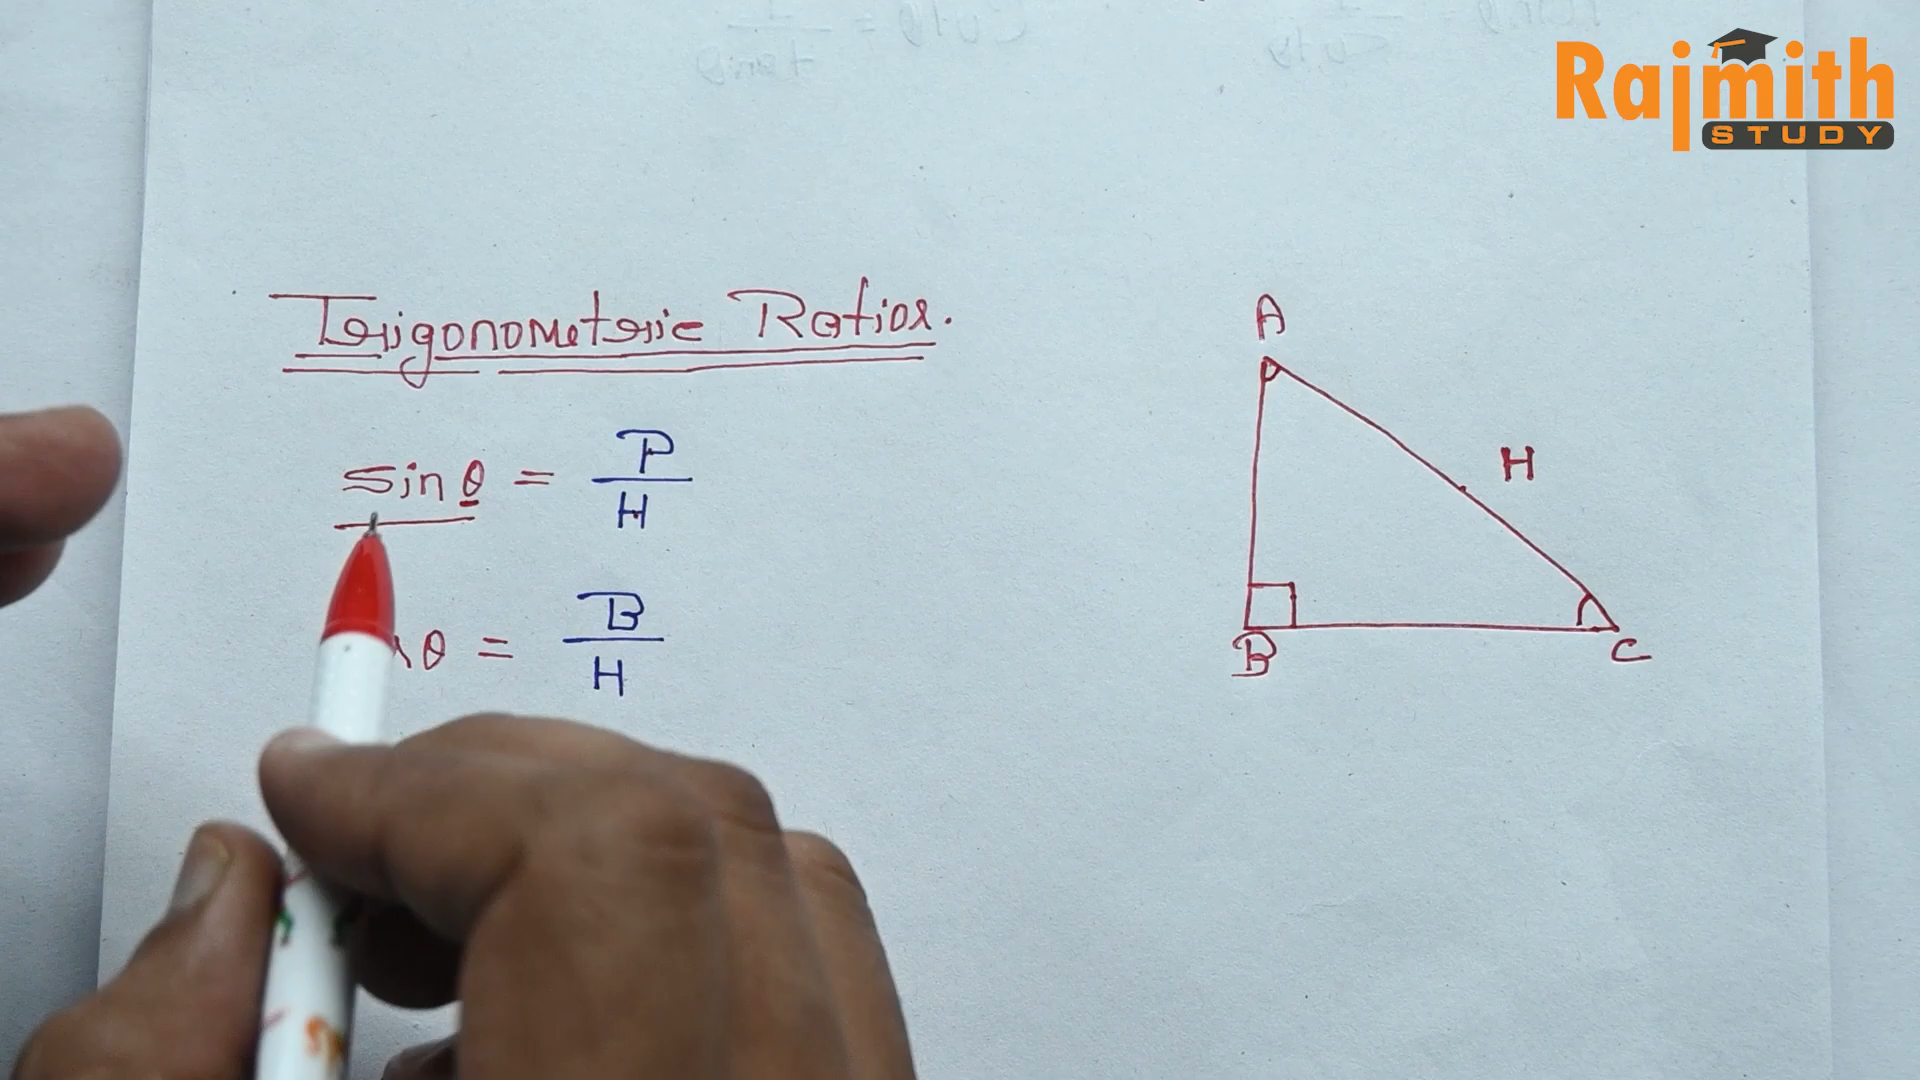 Rajmith
STUDY
Trigonometric Ratios.
sin θ = P/H
θ = B/H
A
H
B
C